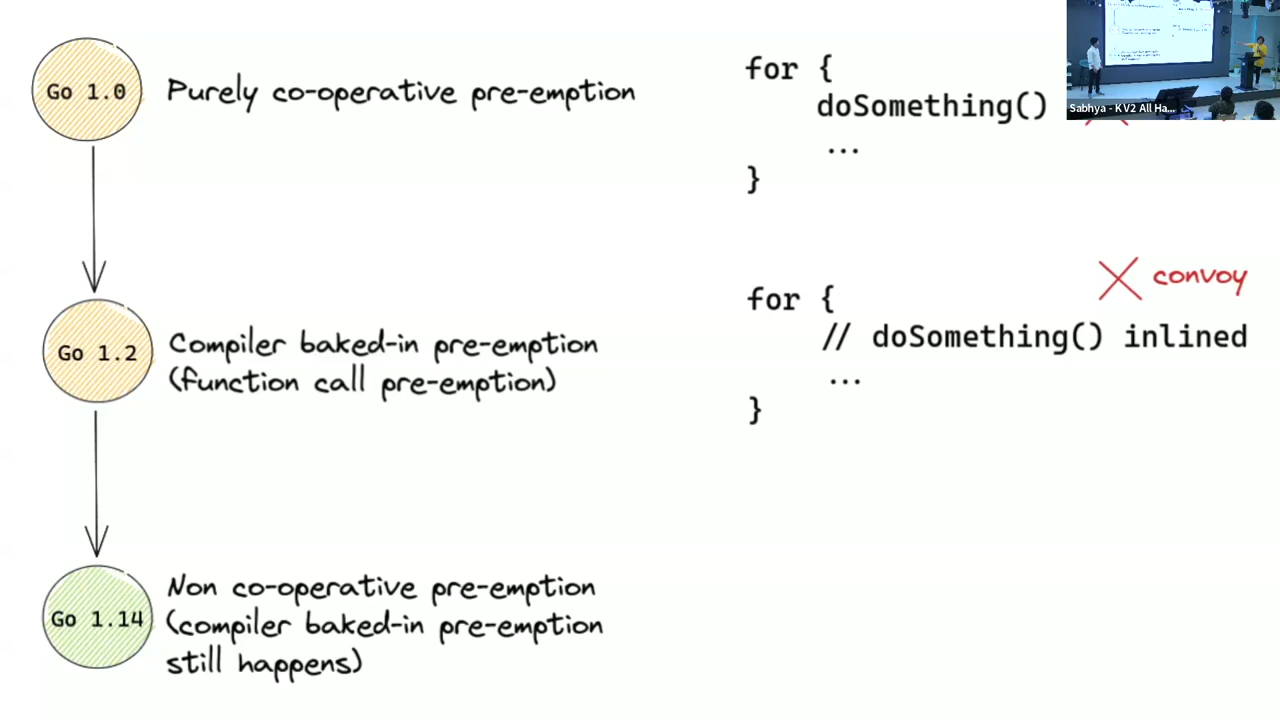 Go 1.0
Purely co-operative pre-emption
for {
doSomething()
...
}
Sabhya - KV2 All Ha...
Go 1.2
Compiler baked-in pre-emption
(function call pre-emption)
convoy
for {
// doSomething() inlined
...
}
Go 1.14
Non co-operative pre-emption
(compiler baked-in pre-emption
still happens)